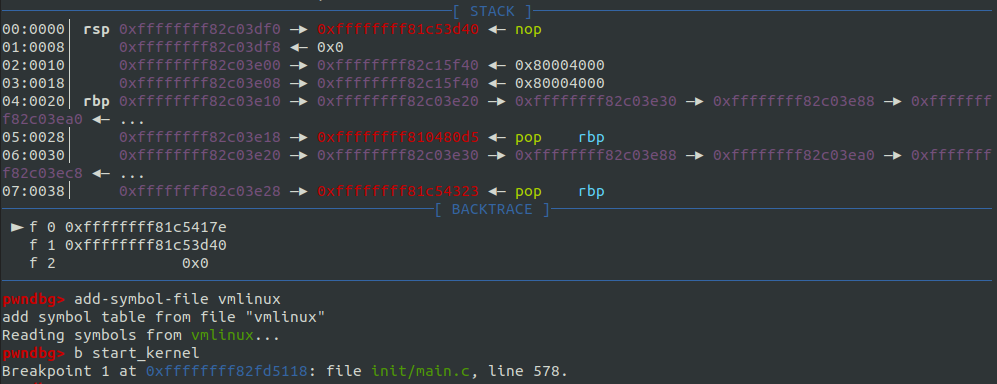 [ STACK ]
00:0000│ rsp 0xffffffff82c03df0 —▸ 0xffffffff81c53d40 ◂— nop
01:0008│     0xffffffff82c03df8 ◂— 0x0
02:0010│     0xffffffff82c03e00 —▸ 0xffffffff82c15f40 ◂— 0x80004000
03:0018│     0xffffffff82c03e08 —▸ 0xffffffff82c15f40 ◂— 0x80004000
04:0020│ rbp 0xffffffff82c03e10 —▸ 0xffffffff82c03e20 —▸ 0xffffffff82c03e30 —▸ 0xffffffff82c03e88 —▸ 0xfffffff
f82c03ea0 ◂— ...
05:0028│     0xffffffff82c03e18 —▸ 0xffffffff810480d5 ◂— pop    rbp
06:0030│     0xffffffff82c03e20 —▸ 0xffffffff82c03e30 —▸ 0xffffffff82c03e88 —▸ 0xffffffff82c03ea0 —▸ 0xfffffff
f82c03ec8 ◂— ...
07:0038│     0xffffffff82c03e28 —▸ 0xffffffff81c54323 ◂— pop    rbp
[ BACKTRACE ]
► f 0 0xffffffff81c5417e
f 1 0xffffffff81c53d40
f 2              0x0
pwndbg> add-symbol-file vmlinux
add symbol table from file "vmlinux"
Reading symbols from vmlinux...
pwndbg> b start_kernel
Breakpoint 1 at 0xffffffff82fd5118: file init/main.c, line 578.